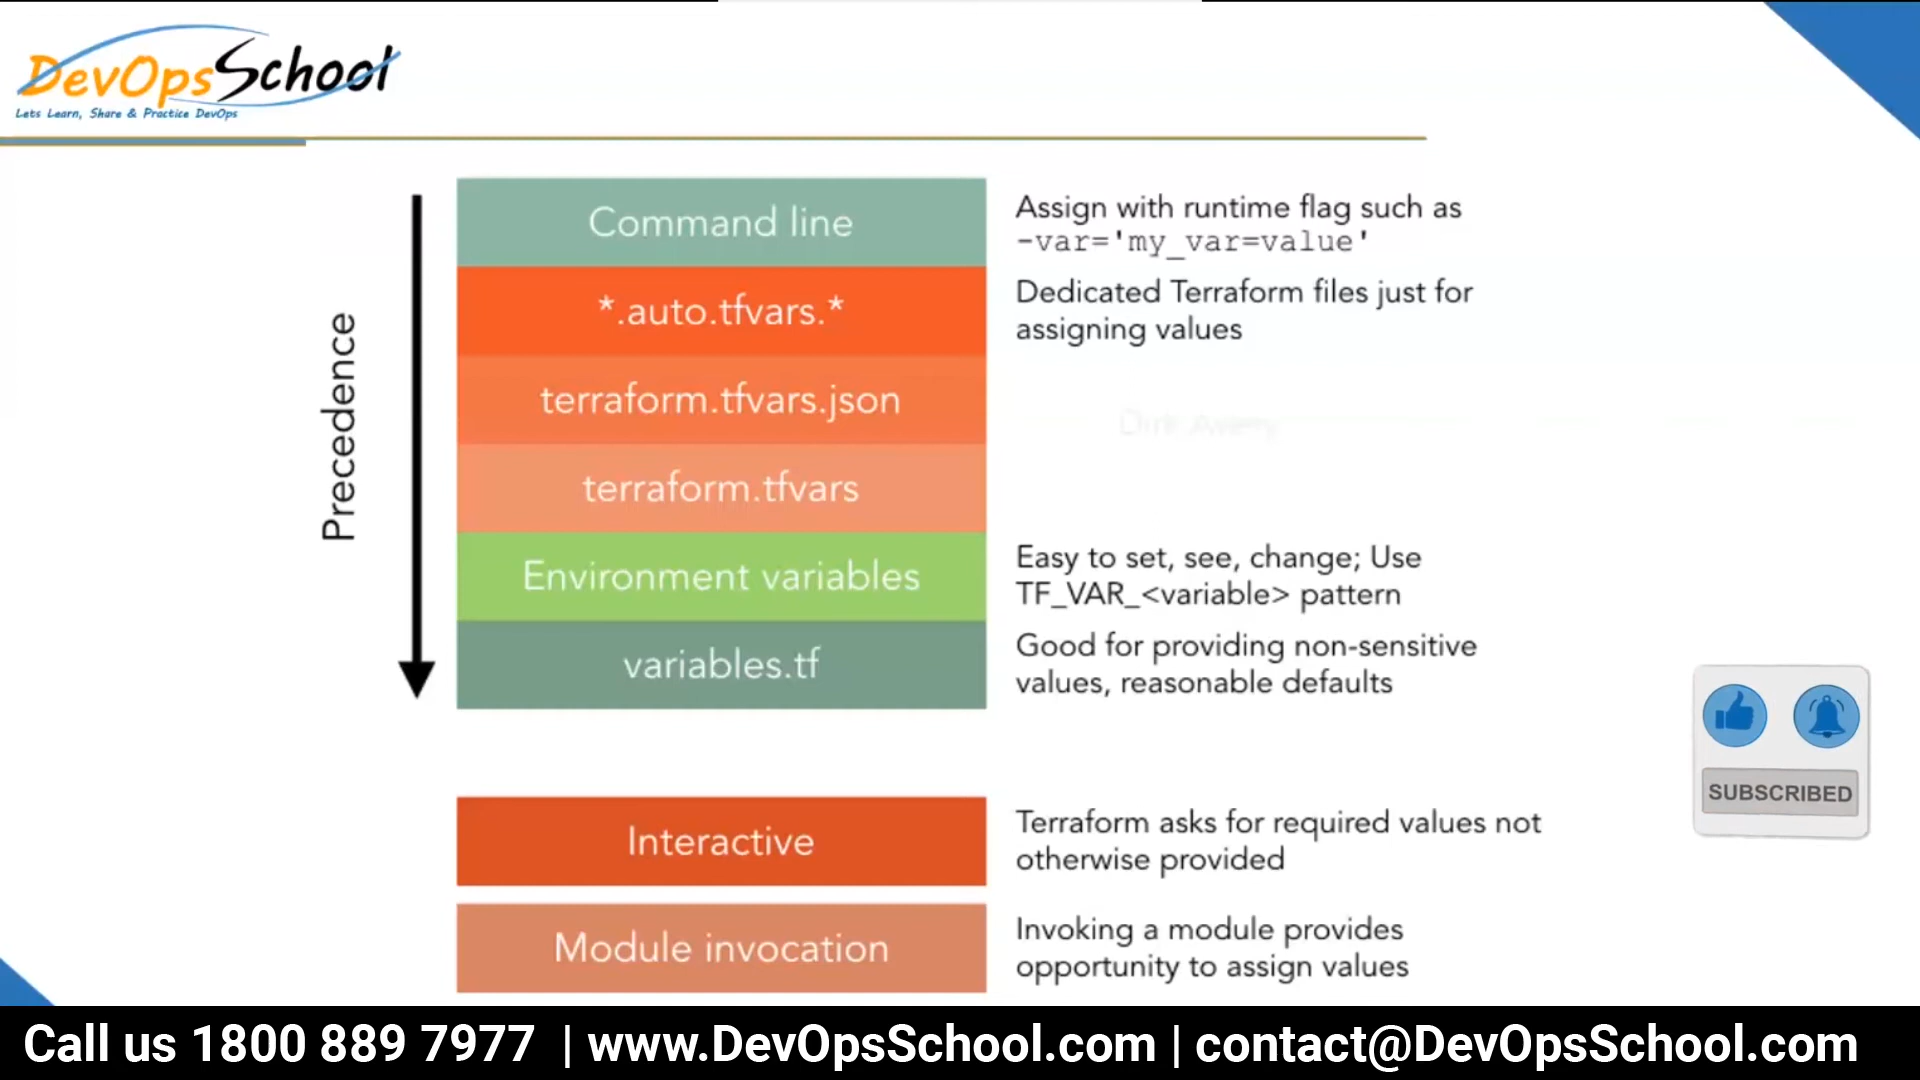 DevOpsSchool
Lets Learn, Share & Practice DevOps
Precedence
Command line
Assign with runtime flag such as
-var='my_var=value'
*.auto.tfvars.*
Dedicated Terraform files just for
assigning values
terraform.tfvars.json
terraform.tfvars
Environment variables
Easy to set, see, change; Use
TF_VAR_<variable> pattern
variables.tf
Good for providing non-sensitive
values, reasonable defaults
SUBSCRIBED
Interactive
Terraform asks for required values not
otherwise provided
Module invocation
Invoking a module provides
opportunity to assign values
Call us 1800 889 7977 | www.DevOpsSchool.com | contact@DevOpsSchool.com